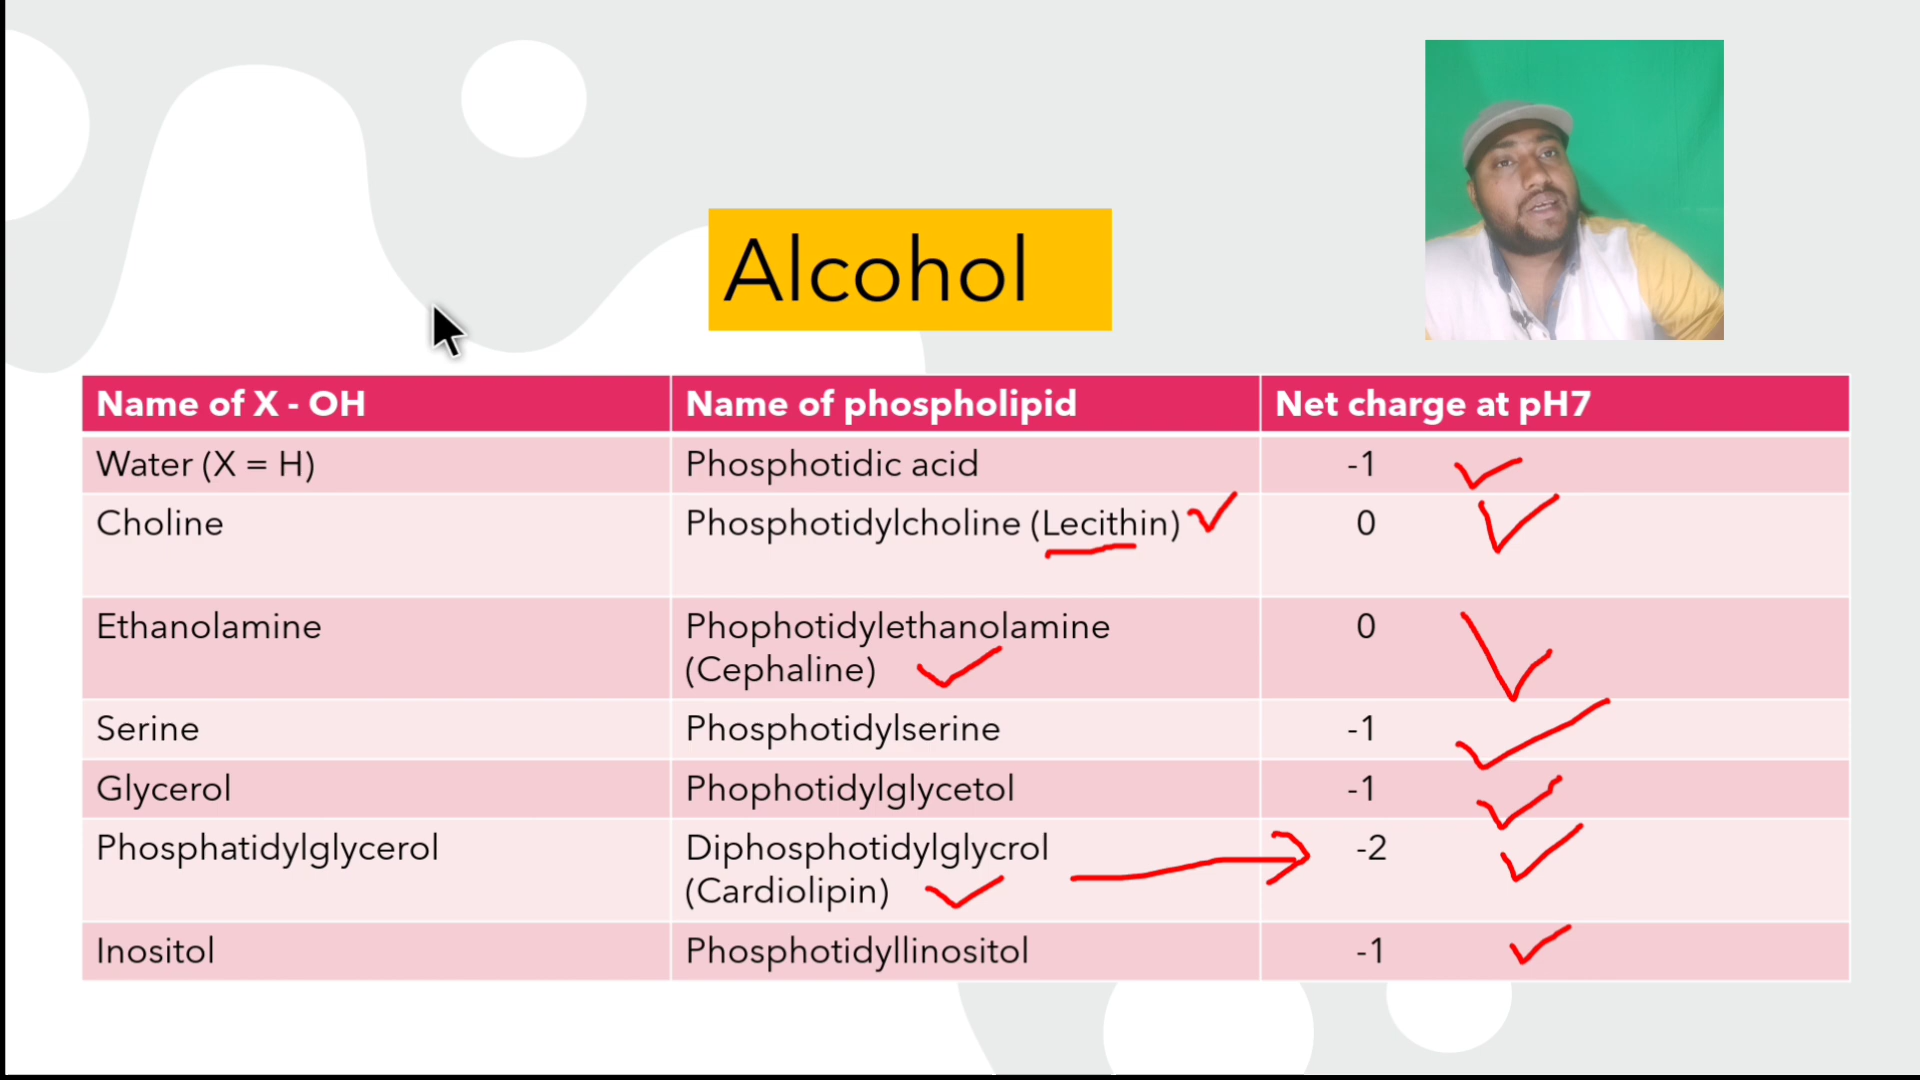 Alcohol
Name of X - OH Name of phospholipid Net charge at pH7
Water (X = H) Phosphotidic acid -1
Choline Phosphotidylcholine (Lecithin) 0
Ethanolamine Phophotidylethanolamine 0
(Cephaline)
Serine Phosphotidylserine -1
Glycerol Phophotidylglycetol -1
Phosphatidylglycerol Diphosphotidylglycrol -2
(Cardiolipin)
Inositol Phosphotidyllinositol -1